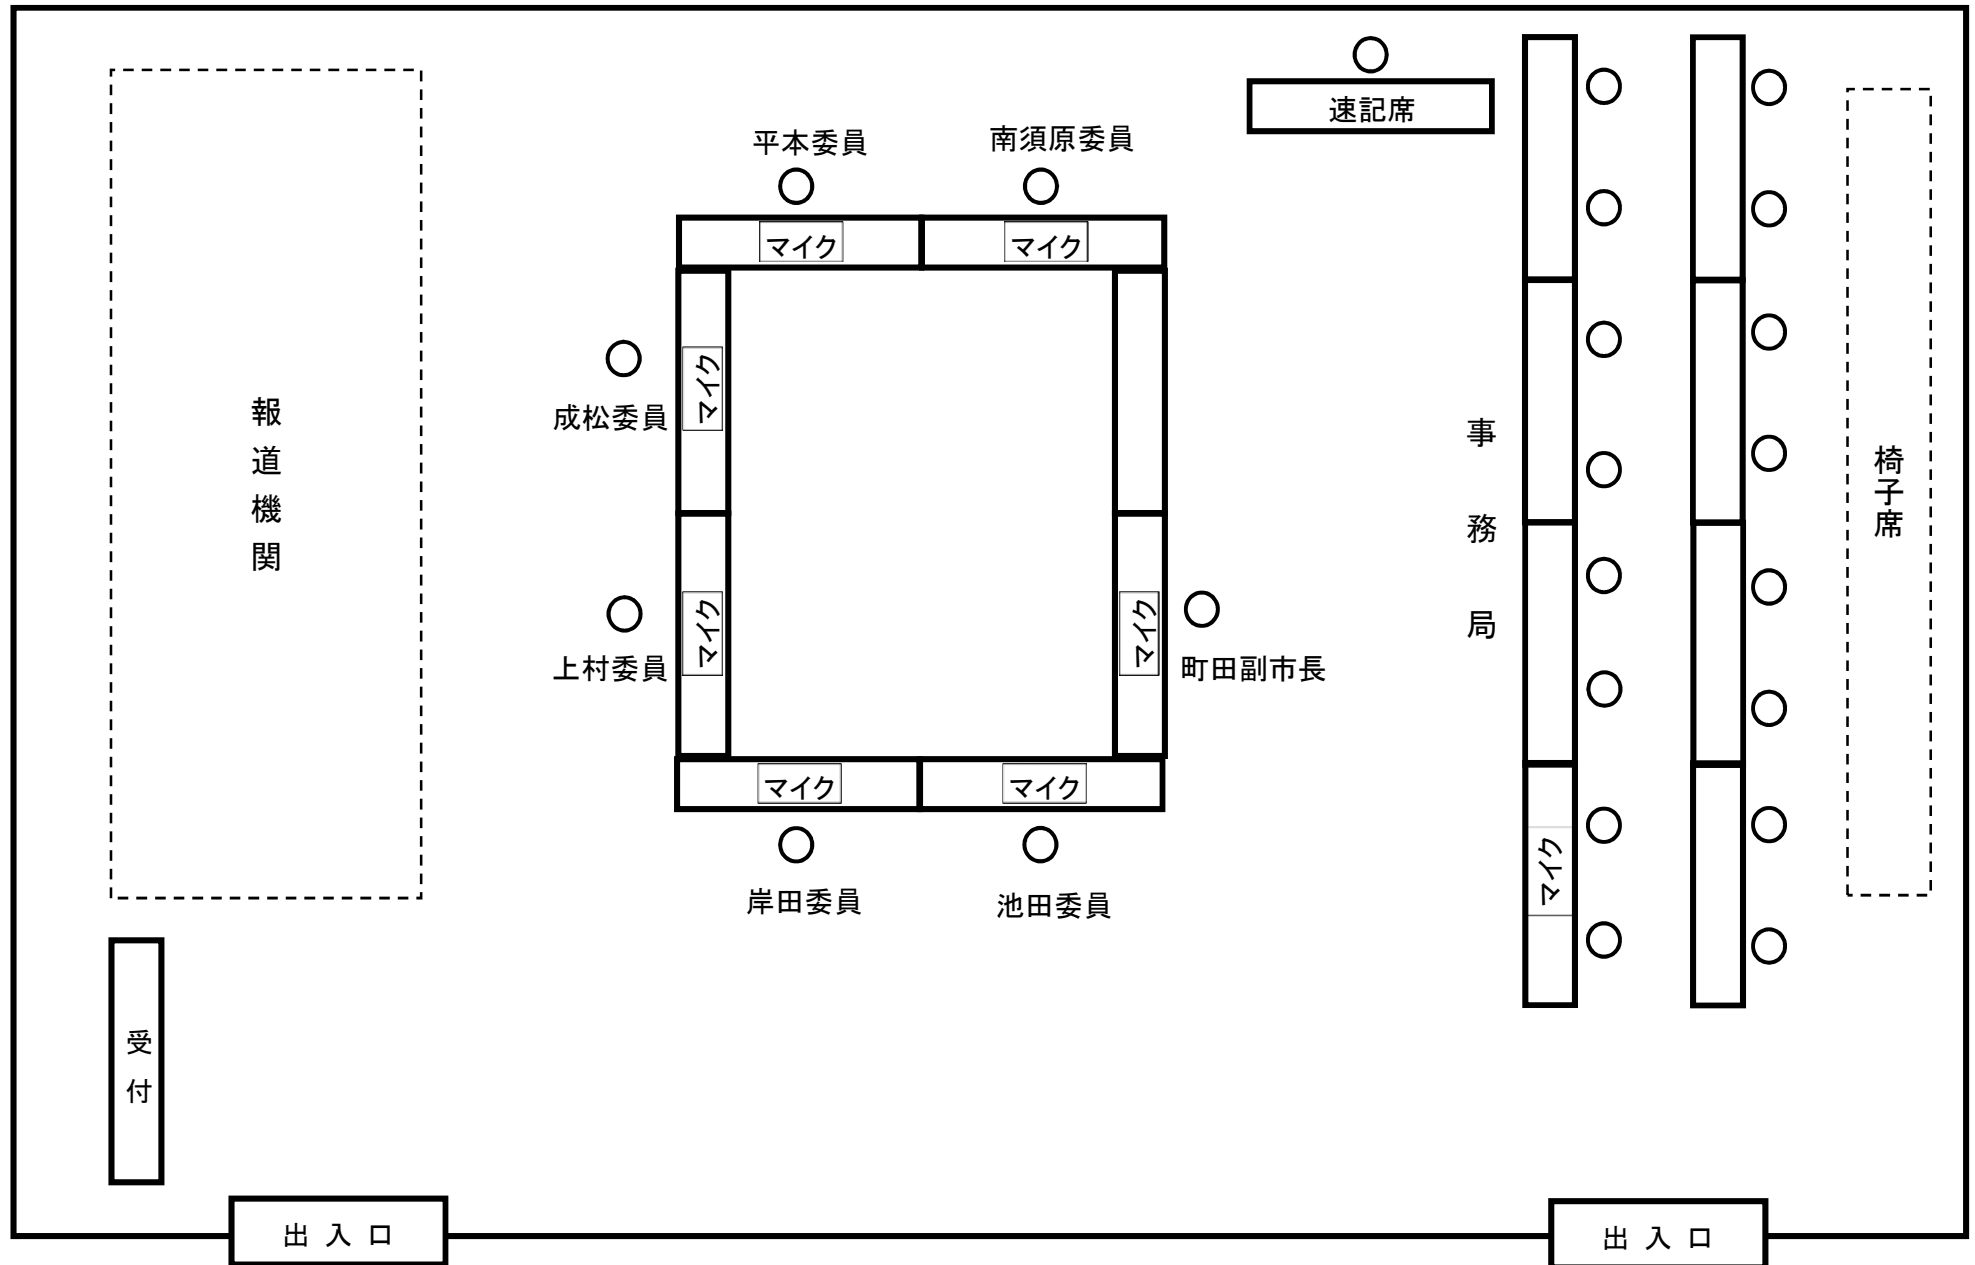 速記席
平本委員
南須原委員
マイク
マイク
成松委員
マイク
報道機関
事務局
椅子席
上村委員
マイク
マイク
町田副市長
マイク
マイク
マイク
岸田委員
池田委員
受付
出入口
出入口